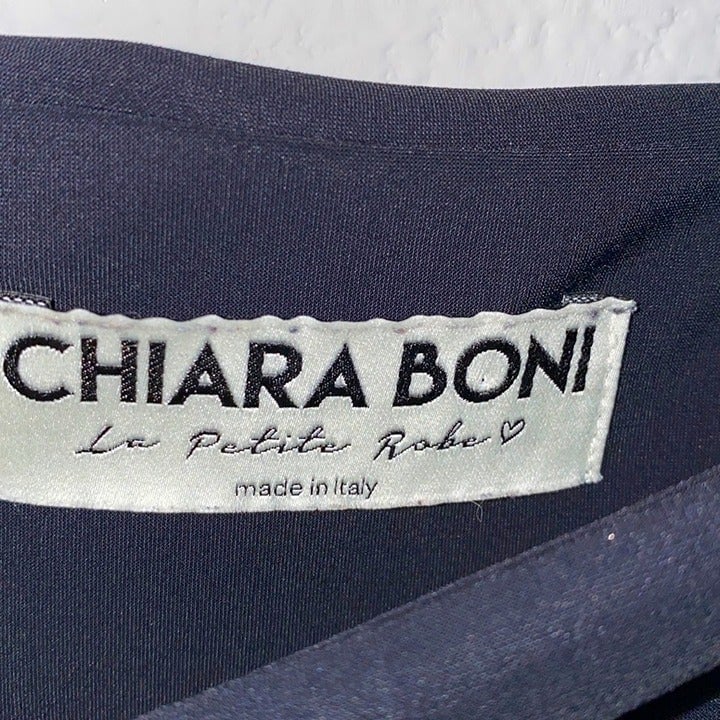 CHIARA BONI
La Petite Robe♡
made in Italy